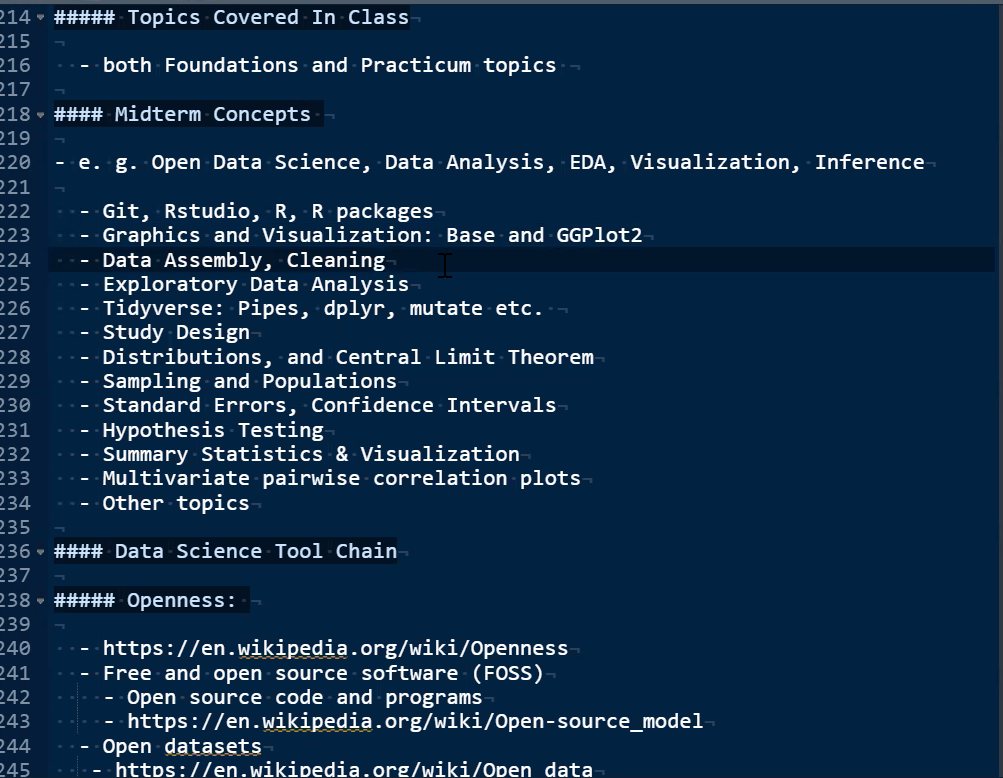 214 ##### Topics Covered In Class
215
216 - both Foundations and Practicum topics
217
218 #### Midterm Concepts
219
220 - e. g. Open Data Science, Data Analysis, EDA, Visualization, Inference
221
222 - Git, Rstudio, R, R packages
223 - Graphics and Visualization: Base and GGPlot2
224 - Data Assembly, Cleaning
225 - Exploratory Data Analysis
226 - Tidyverse: Pipes, dplyr, mutate etc.
227 - Study Design
228 - Distributions, and Central Limit Theorem
229 - Sampling and Populations
230 - Standard Errors, Confidence Intervals
231 - Hypothesis Testing
232 - Summary Statistics & Visualization
233 - Multivariate pairwise correlation plots
234 - Other topics
235
236 #### Data Science Tool Chain
237
238 ##### Openness:
239
240 - https://en.wikipedia.org/wiki/Openness
241 - Free and open source software (FOSS)
242 - Open source code and programs
243 - https://en.wikipedia.org/wiki/Open-source_model
244 - Open datasets
245 - https://en.wikipedia.org/wiki/Open_data